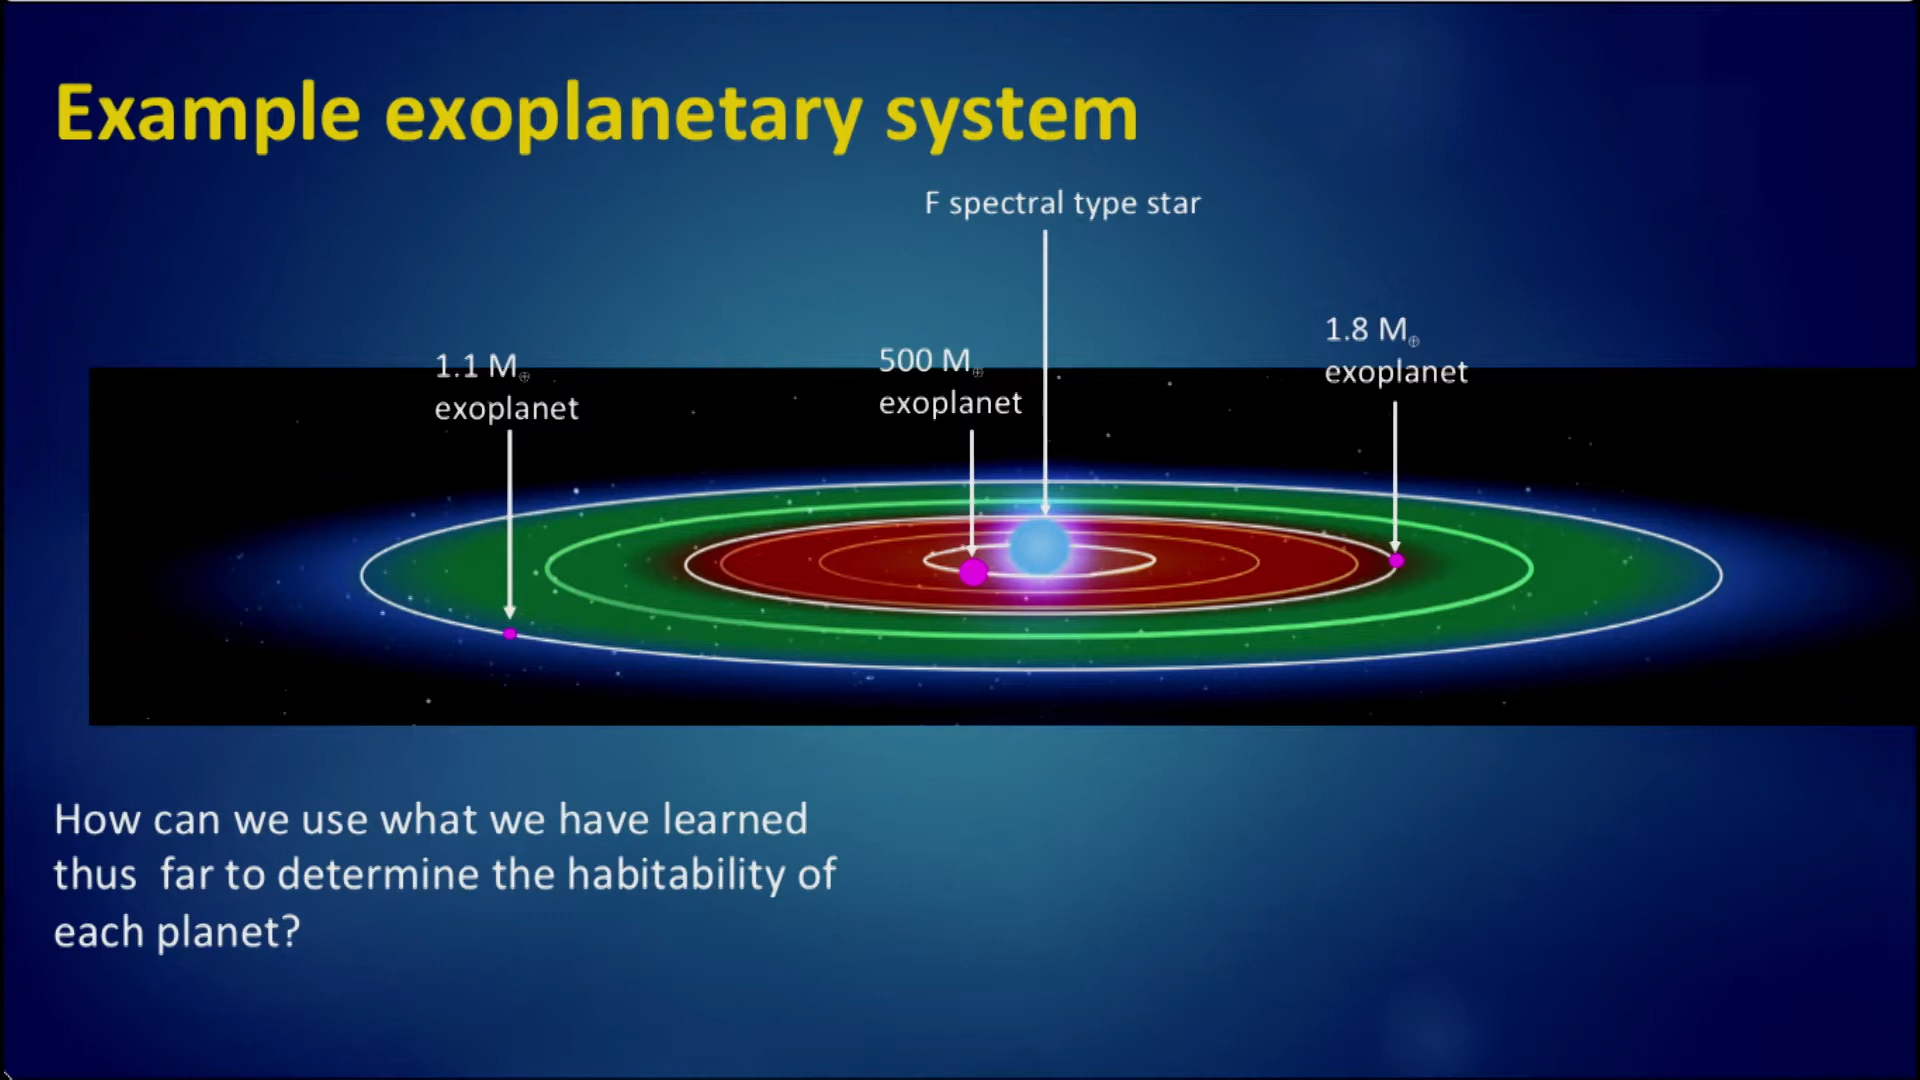 Example exoplanetary system
F spectral type star
1.1 M⊕
exoplanet
500 M⊕
exoplanet
1.8 M⊕
exoplanet
How can we use what we have learned
thus  far to determine the habitability of
each planet?